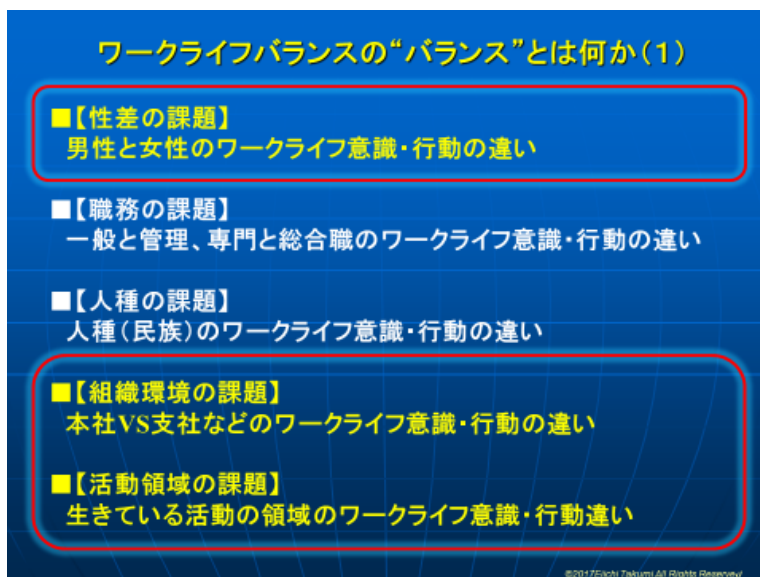 ワークライフバランスの“バランス”とは何か(1)
■【性差の課題】
男性と女性のワークライフ意識・行動の違い
■【職務の課題】
一般と管理、専門と総合職のワークライフ意識・行動の違い
■【人種の課題】
人種(民族)のワークライフ意識・行動の違い
■【組織環境の課題】
本社VS支社などのワークライフ意識・行動の違い
■【活動領域の課題】
生きている活動の領域のワークライフ意識・行動違い
©2017Eiichi Takumi All Rights Reserved